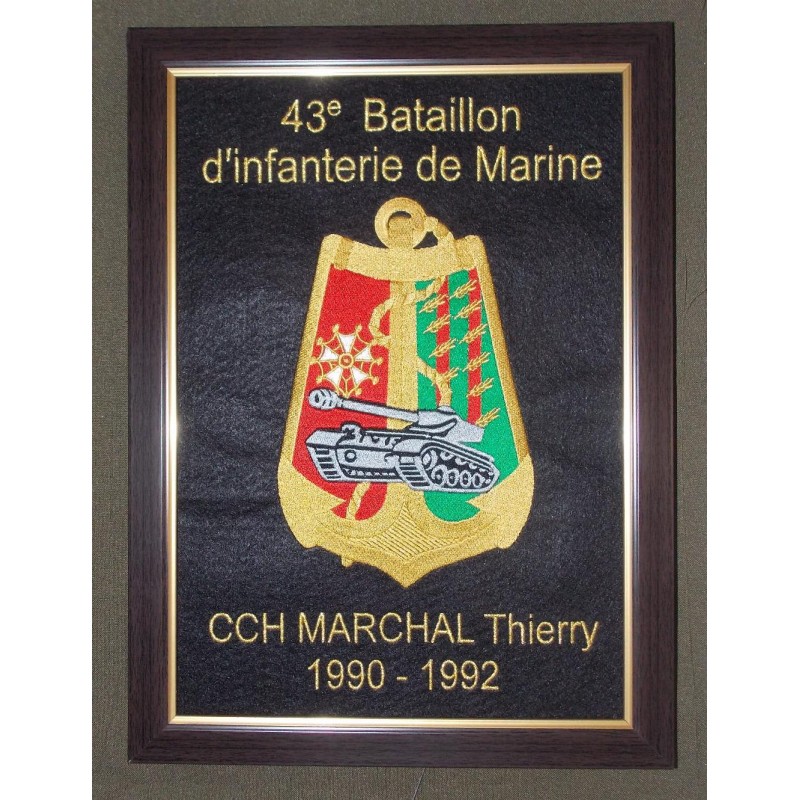 43e Bataillon
d'infanterie de Marine
CCH MARCHAL Thierry
1990 - 1992